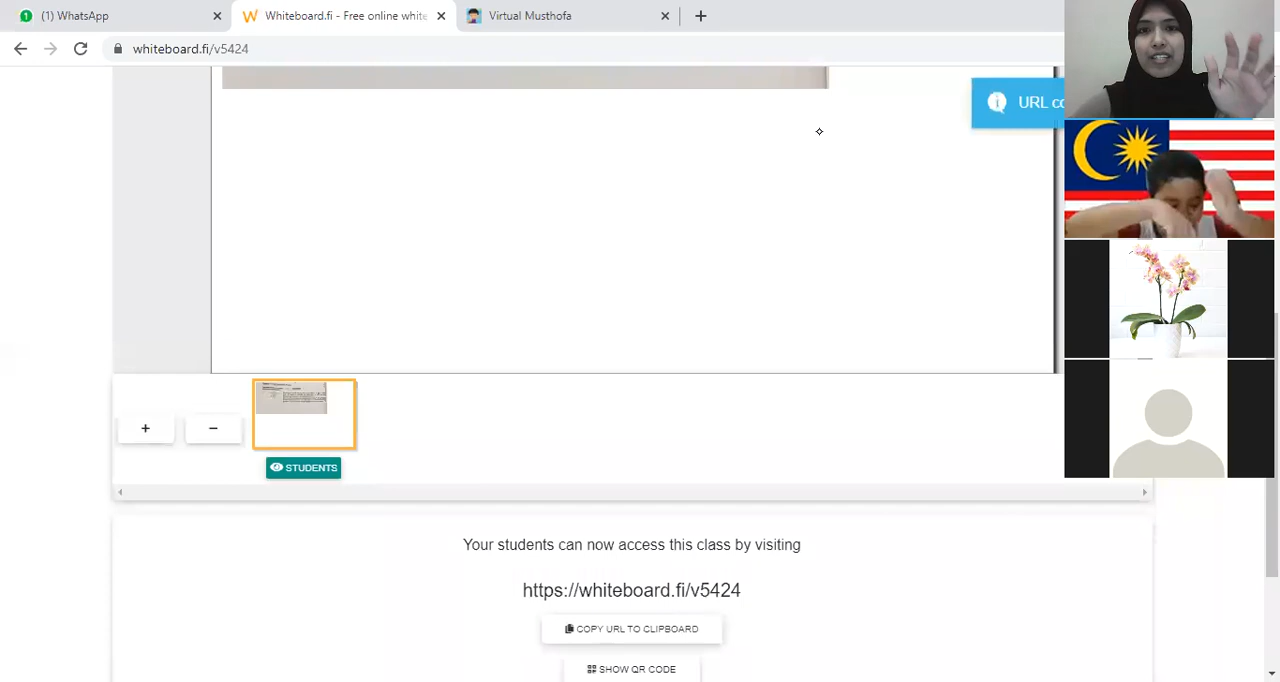 (1) WhatsApp
Whiteboard.fi - Free online white
Virtual Musthofa
whiteboard.fi/v5424
URL co
+
−
STUDENTS
Your students can now access this class by visiting
https://whiteboard.fi/v5424
COPY URL TO CLIPBOARD
SHOW QR CODE